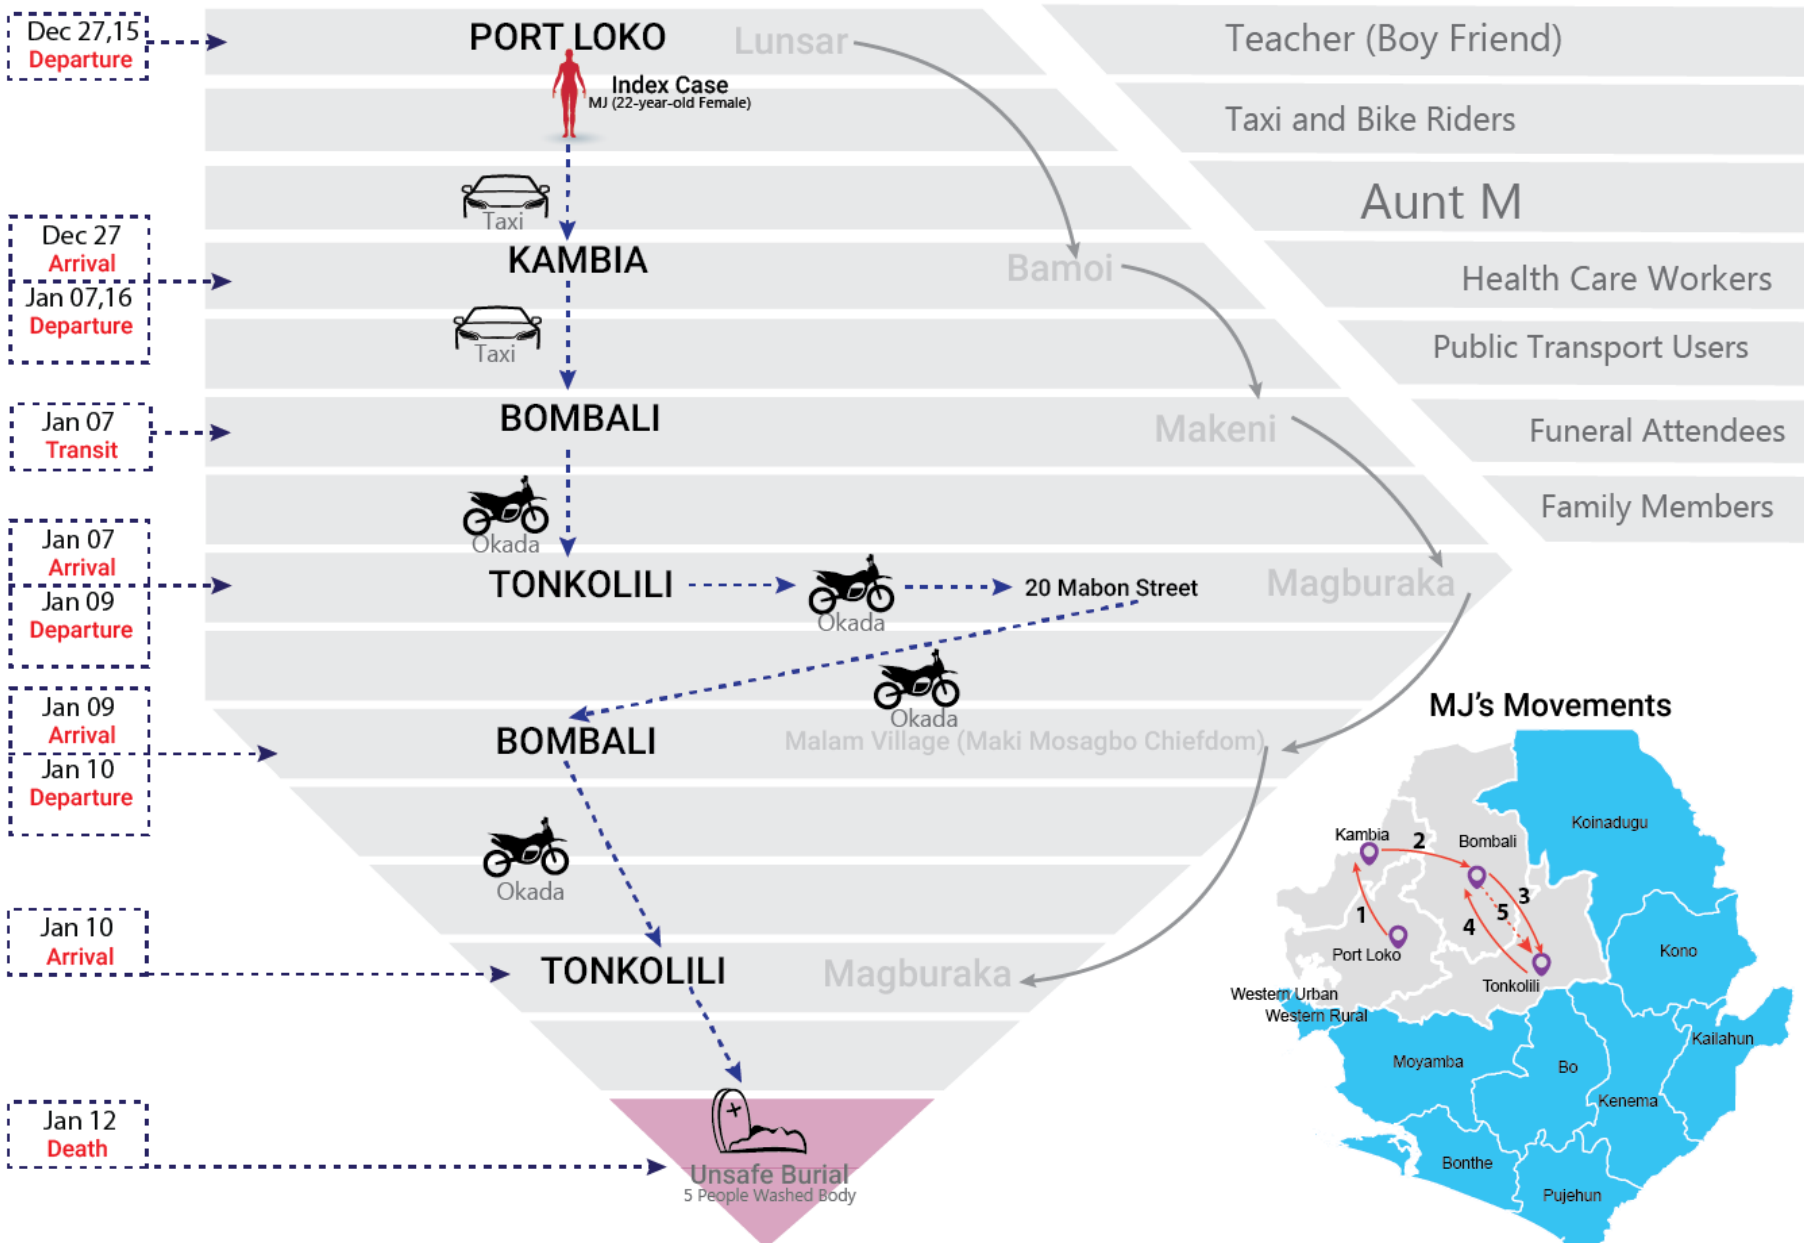 Dec 27,15
Departure
PORT LOKO
Lunsar
Teacher (Boy Friend)
Index Case
MJ (22-year-old Female)
Taxi and Bike Riders
Taxi
Aunt M
Dec 27
Arrival
Jan 07,16
Departure
KAMBIA
Bamoi
Health Care Workers
Taxi
Public Transport Users
Jan 07
Transit
BOMBALI
Makeni
Funeral Attendees
Okada
Family Members
Jan 07
Arrival
Jan 09
Departure
TONKOLILI
Okada
20 Mabon Street
Magburaka
Okada
Jan 09
Arrival
Jan 10
Departure
BOMBALI
Malam Village (Maki Mosagbo Chiefdom)
Okada
Jan 10
Arrival
TONKOLILI
Magburaka
Jan 12
Death
Unsafe Burial
5 People Washed Body
MJ's Movements
Koinadugu
Kambia
2
Bombali
3
1
5
4
Port Loko
Kono
Tonkolili
Western Urban
Western Rural
Kailahun
Moyamba
Bo
Kenema
Bonthe
Pujehun